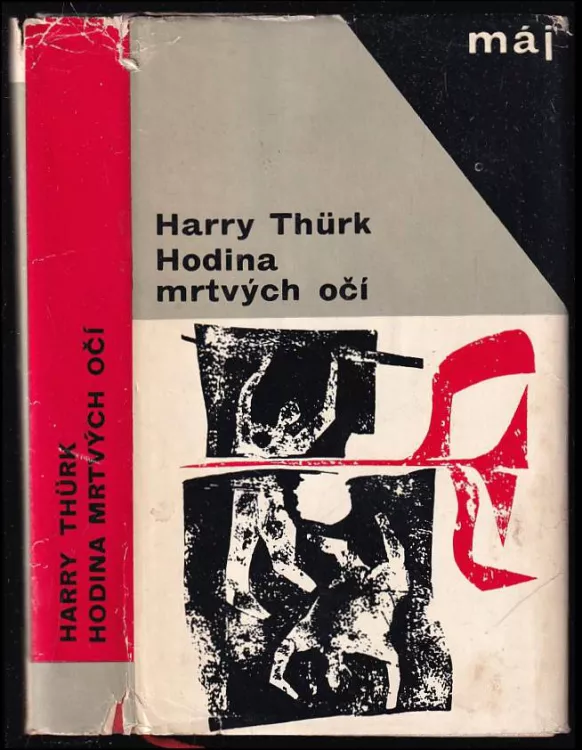 máj
Harry Thürk
Hodina
mrtvých očí
HARRY THÜRK
HODINA MRTVÝCH OČÍ